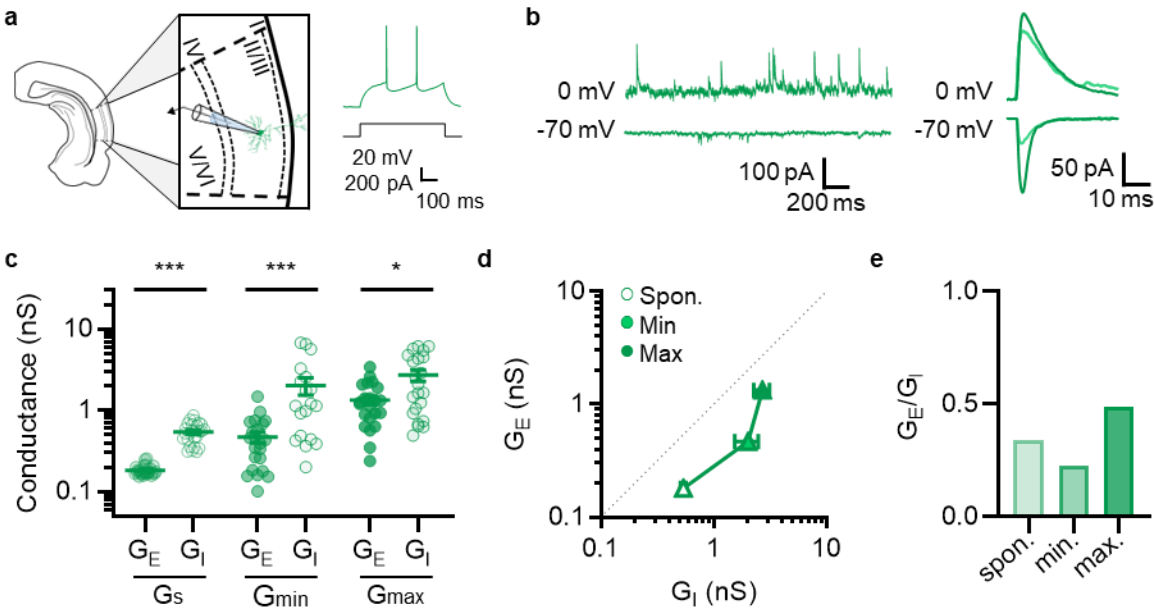 a
IV
II/III
I
V/VI
20 mV
200 pA
100 ms
b
0 mV
-70 mV
100 pA
200 ms
0 mV
-70 mV
50 pA
10 ms
c
*** *** *
Conductance (nS)
10
1
0.1
GE GI GE GI GE GI
Gs Gmin Gmax
d
Spon.
Min
Max
GE (nS)
10
1
0.1
0.1 1 10
GI (nS)
e
GE/GI
1.0
0.5
0.0
spon. min. max.